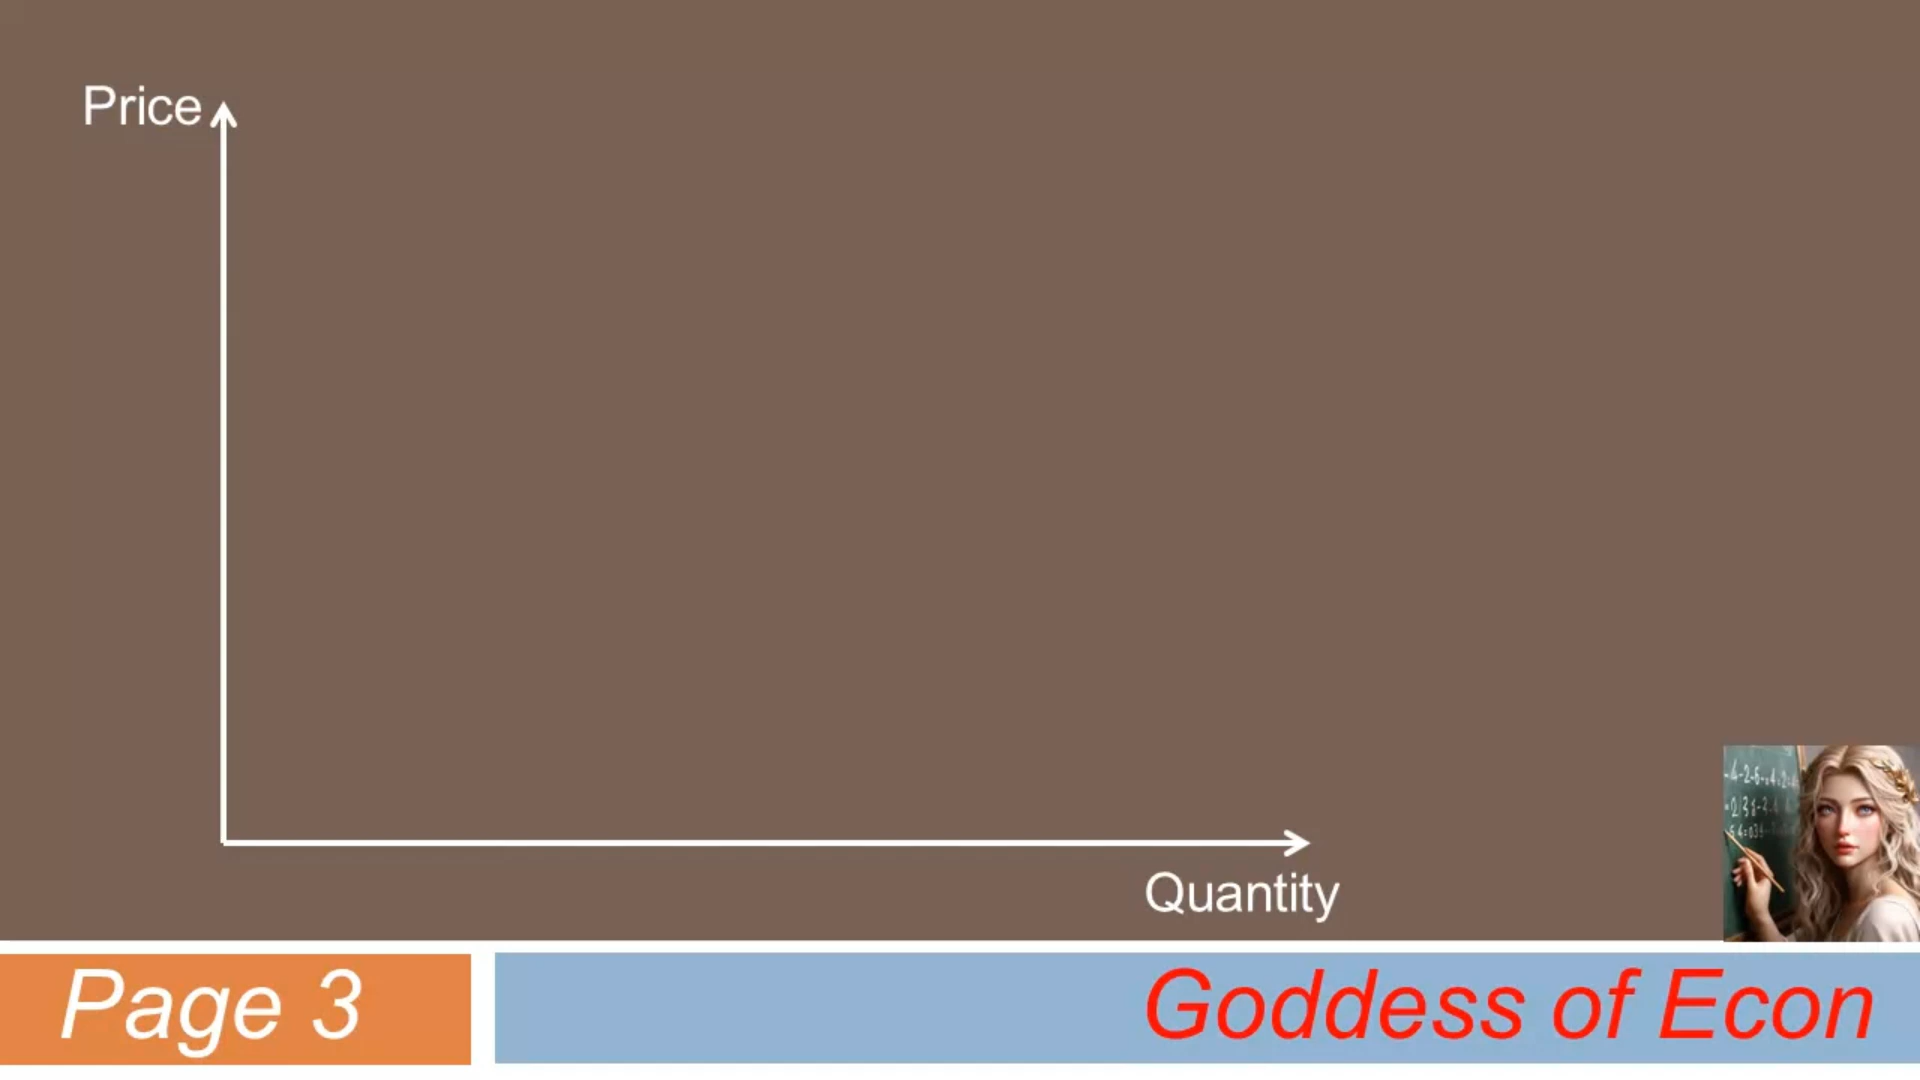 Price
Quantity
Page 3
Goddess of Econ